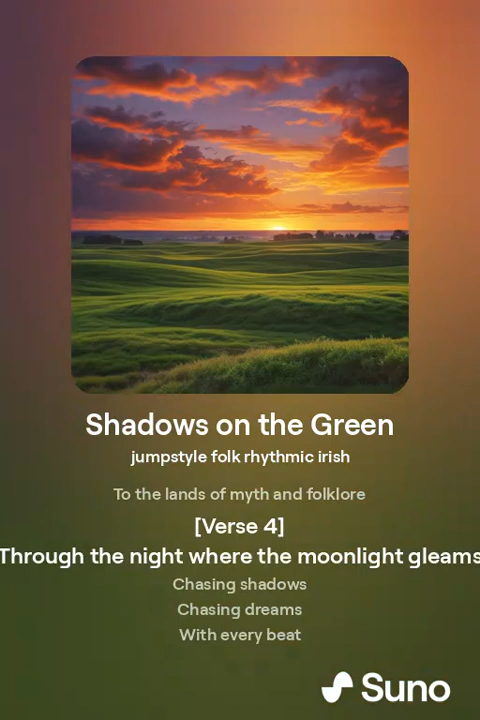 Shadows on the Green
jumpstyle folk rhythmic irish
To the lands of myth and folklore
[Verse 4]
Through the night where the moonlight gleams
Chasing shadows
Chasing dreams
With every beat
Suno